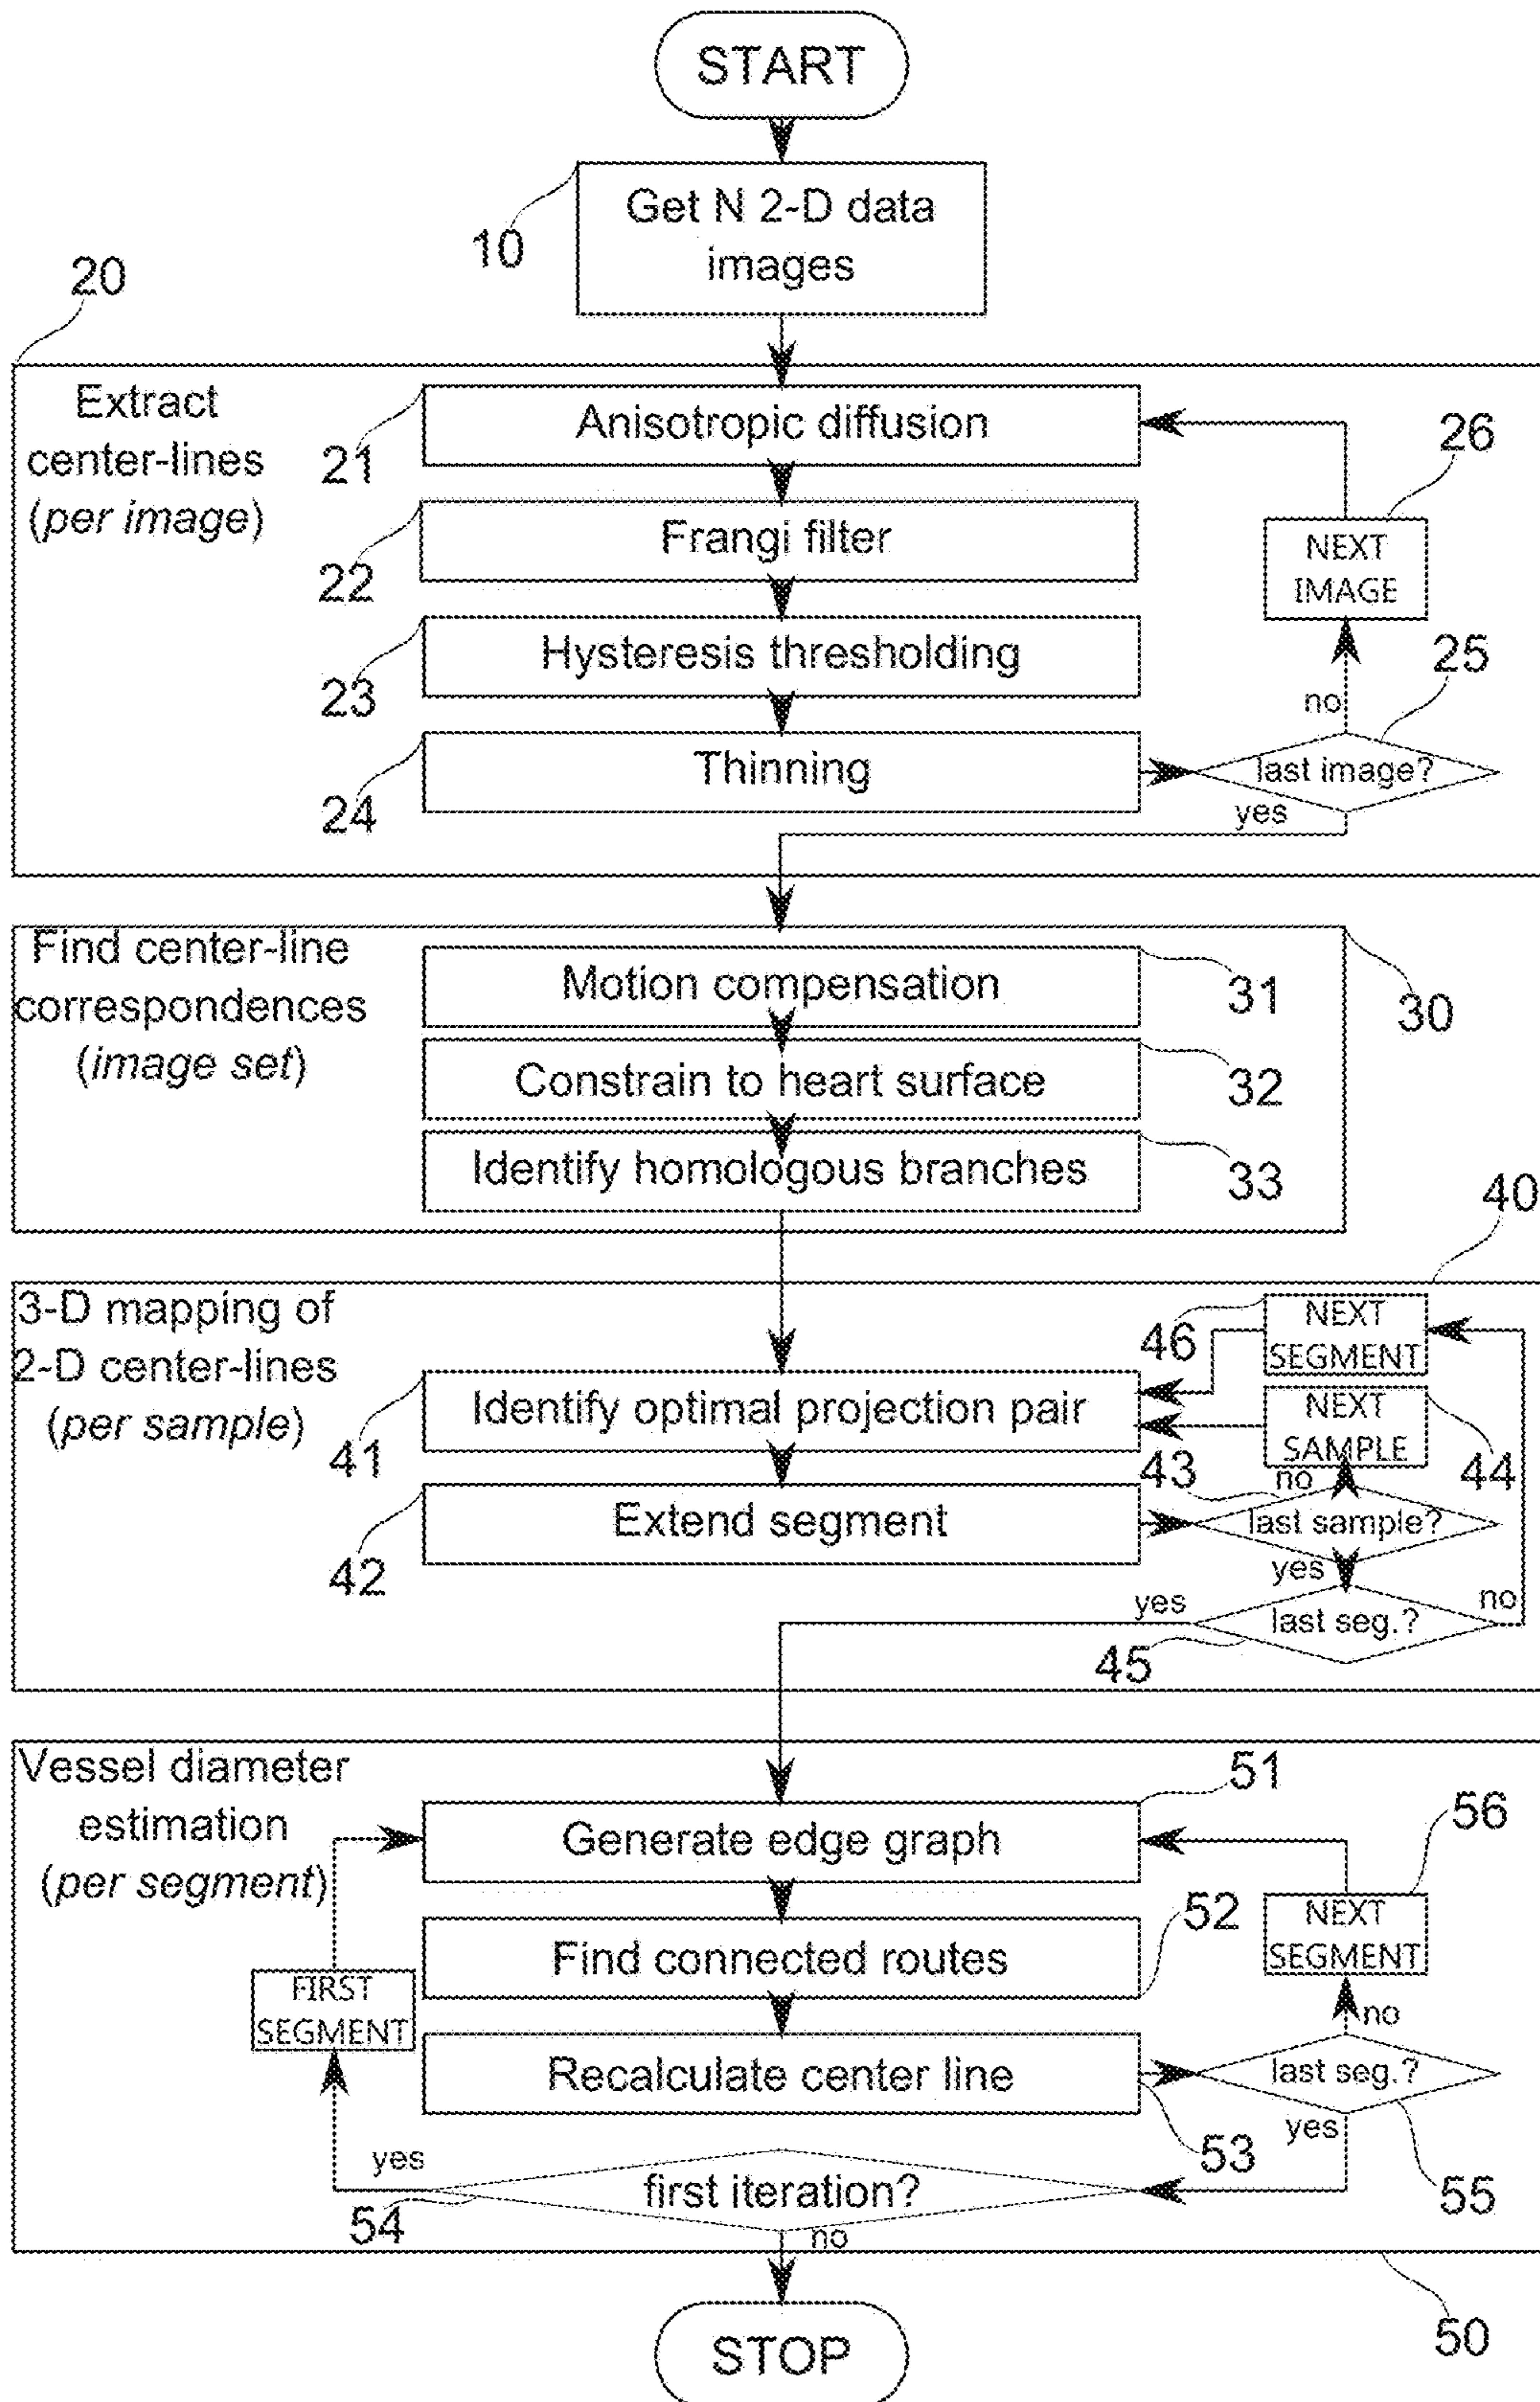 START
Get N 2-D data
images
10
20
Extract
center-lines
(per image)
Anisotropic diffusion
21
26
Frangi filter
22
NEXT
IMAGE
Hysteresis thresholding
23
25
no
Thinning
24
last image?
yes
Find center-line
correspondences
(image set)
Motion compensation
31
30
Constrain to heart surface
32
Identify homologous branches
33
40
3-D mapping of
2-D center-lines
(per sample)
46
NEXT
SEGMENT
Identify optimal projection pair
41
NEXT
SAMPLE
43
44
no
Extend segment
42
last sample?
yes
yes
last seg.?
no
45
Vessel diameter
estimation
(per segment)
51
Generate edge graph
56
52
NEXT
SEGMENT
Find connected routes
FIRST
SEGMENT
no
Recalculate center line
last seg.?
53
yes
yes
first iteration?
54
55
no
50
STOP